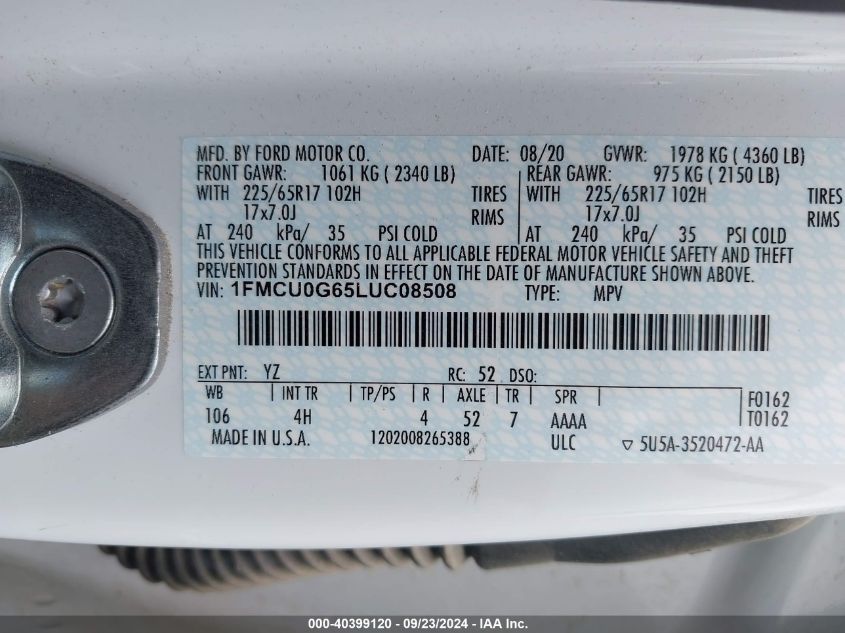 MFD. BY FORD MOTOR CO. DATE: 08/20 GVWR: 1978 KG ( 4360 LB)
FRONT GAWR: 1061 KG ( 2340 LB) REAR GAWR: 975 KG ( 2150 LB)
WITH 225/65R17 102H TIRES WITH 225/65R17 102H TIRES
17x7.0J RIMS 17x7.0J RIMS
AT 240 kPa/ 35 PSI COLD AT 240 kPa/ 35 PSI COLD
THIS VEHICLE CONFORMS TO ALL APPLICABLE FEDERAL MOTOR VEHICLE SAFETY AND THEFT
PREVENTION STANDARDS IN EFFECT ON THE DATE OF MANUFACTURE SHOWN ABOVE.
VIN: 1FMCU0G65LUC08508 TYPE: MPV
EXT PNT: YZ RC: 52 DSO:
WB INT TR TP/PS R AXLE TR SPR F0162
106 4H 4 52 7 AAAA T0162
MADE IN U.S.A. 1202008265388 ULC ▽ 5U5A-3520472-AA
000-40399120 - 09/23/2024 - IAA Inc.